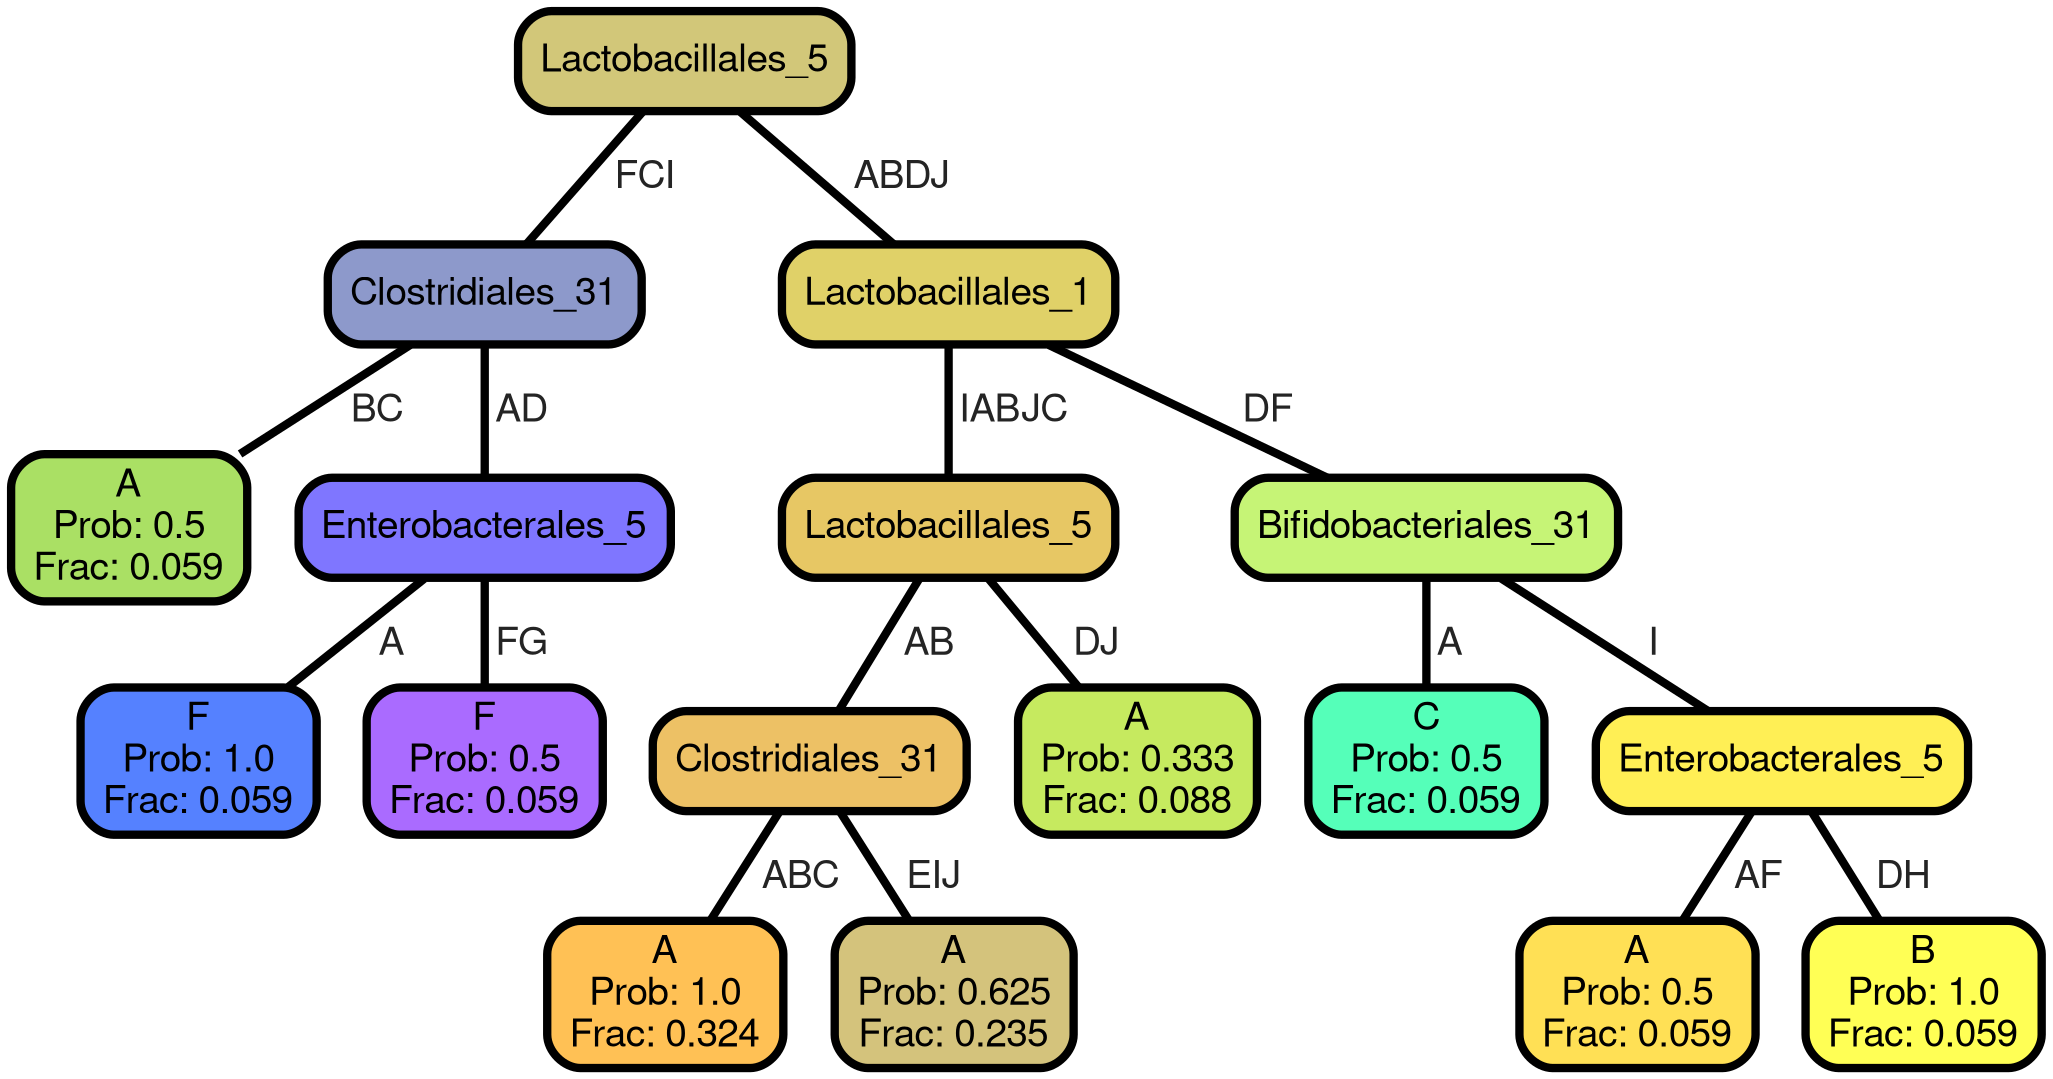 Lactobacillales_5
FCI
ABDJ
Clostridiales_31
Lactobacillales_1
BC
AD
IABJC
DF
A
Prob: 0.5
Frac: 0.059
Enterobacterales_5
Lactobacillales_5
Bifidobacteriales_31
A
FG
AB
DJ
A
I
F
Prob: 1.0
Frac: 0.059
F
Prob: 0.5
Frac: 0.059
Clostridiales_31
A
Prob: 0.333
Frac: 0.088
C
Prob: 0.5
Frac: 0.059
Enterobacterales_5
ABC
EIJ
AF
DH
A
Prob: 1.0
Frac: 0.324
A
Prob: 0.625
Frac: 0.235
A
Prob: 0.5
Frac: 0.059
B
Prob: 1.0
Frac: 0.059